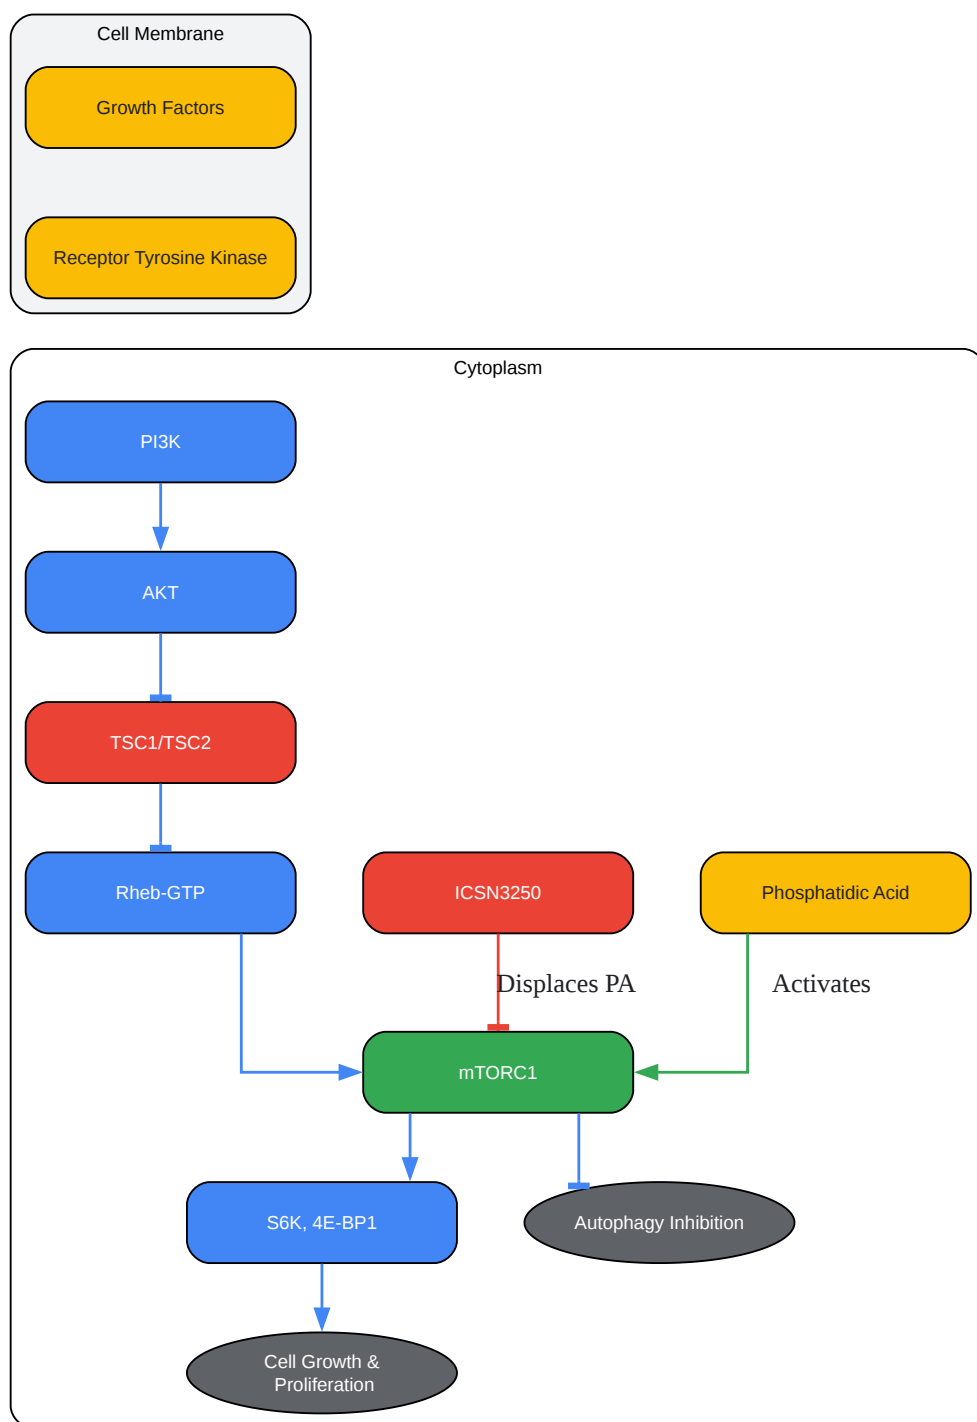 Cell Membrane
Growth Factors
Receptor Tyrosine Kinase
Cytoplasm
PI3K
AKT
TSC1/TSC2
Rheb-GTP
ICSN3250
Phosphatidic Acid
Displaces PA
Activates
mTORC1
S6K, 4E-BP1
Autophagy Inhibition
Cell Growth &
Proliferation